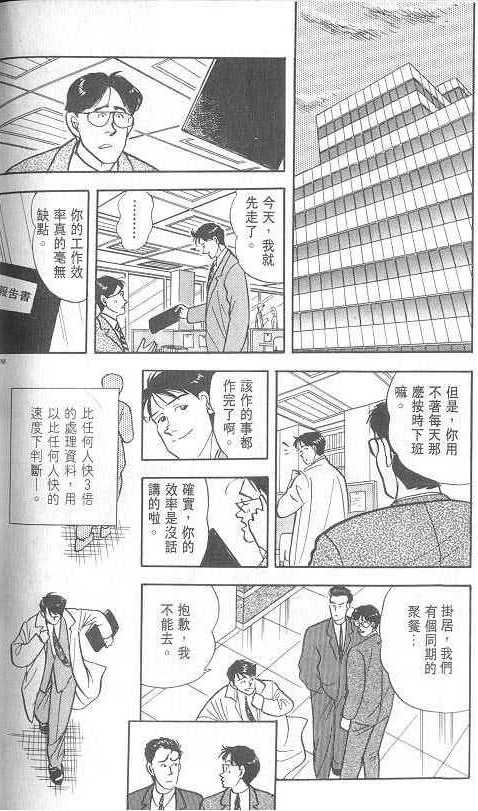 今天，我就
先走了。
………
你的工作效
率真的毫無
缺點。
報告書
但是，你用
不著每天那
麼按時下班
嘛。
該作的事都
作完了啊。
確實，你的
效率是沒話
講的啦。
比任何人快3倍
的處理資料，用
以比任何人快的
速度下判斷─。
掛居，我們
有個同期的
聚餐…
抱歉，我
不能去。